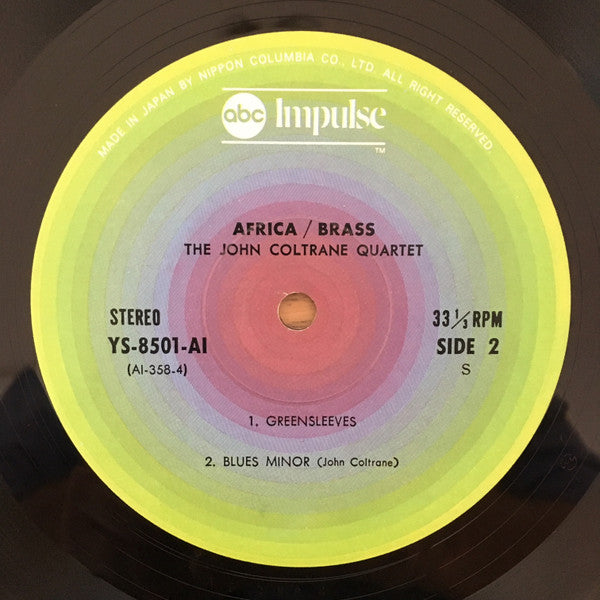 MADE IN JAPAN BY NIPPON COLUMBIA CO., LTD. ALL RIGHT RESERVED.
abc Impulse
TM
AFRICA / BRASS
THE JOHN COLTRANE QUARTET
STEREO
33 1/3 RPM
YS-8501-AI
SIDE 2
(AI-358-4)
S
1. GREENSLEEVES
2. BLUES MINOR (John Coltrane)